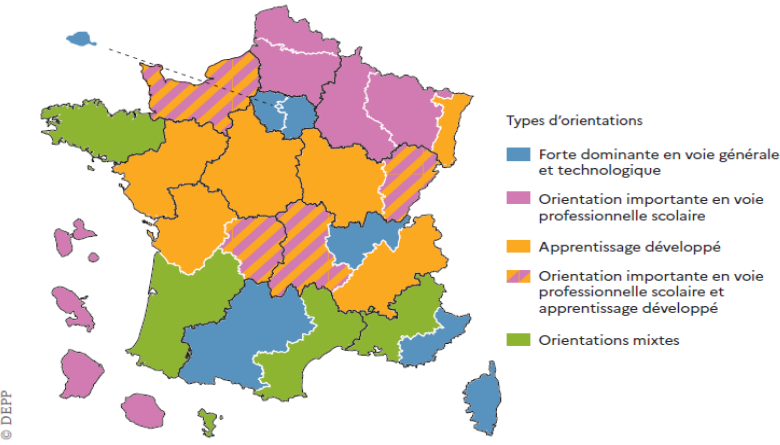 Types d'orientations
Forte dominante en voie générale
et technologique
Orientation importante en voie
professionnelle scolaire
Apprentissage développé
Orientation importante en voie
professionnelle scolaire et
apprentissage développé
Orientations mixtes
© DEPP